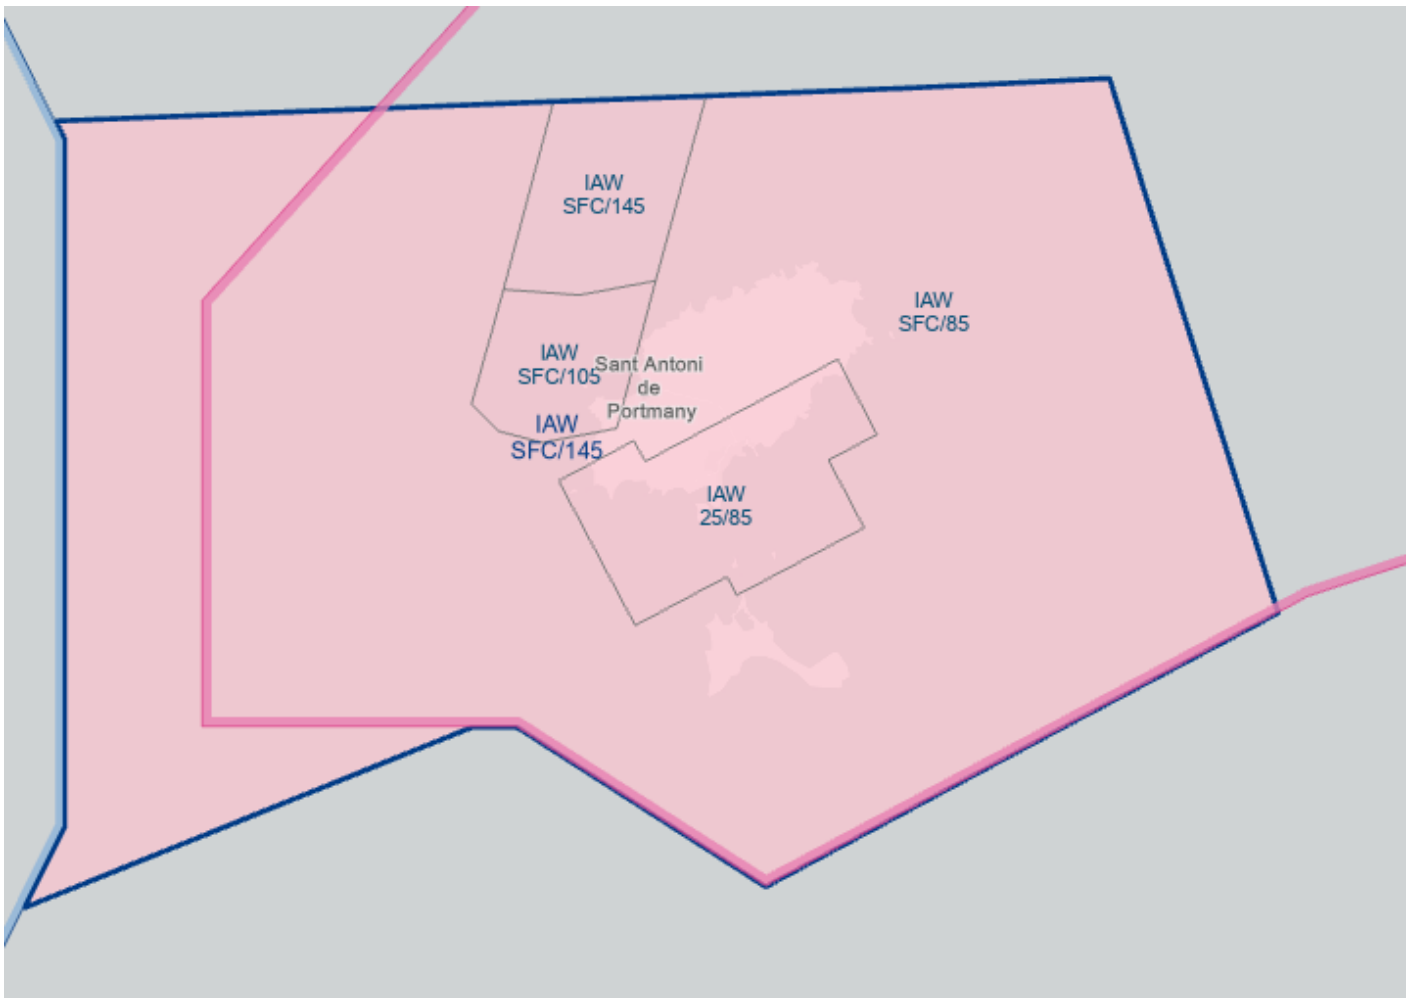 IAW
SFC/145
IAW
SFC/85
IAW
SFC/105
Sant Antoni
de
Portmany
IAW
SFC/145
IAW
25/85